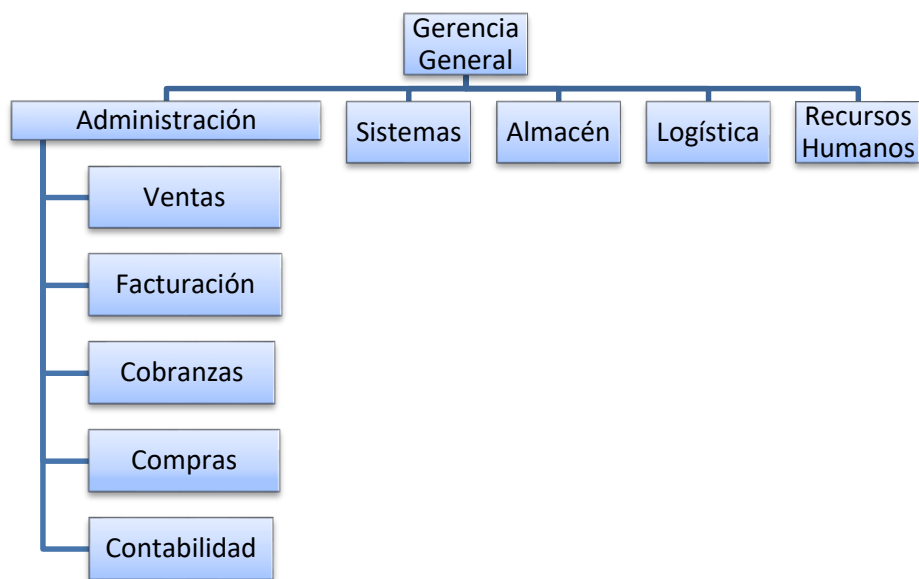 Gerencia
General
Administración
Sistemas
Almacén
Logística
Recursos
Humanos
Ventas
Facturación
Cobranzas
Compras
Contabilidad